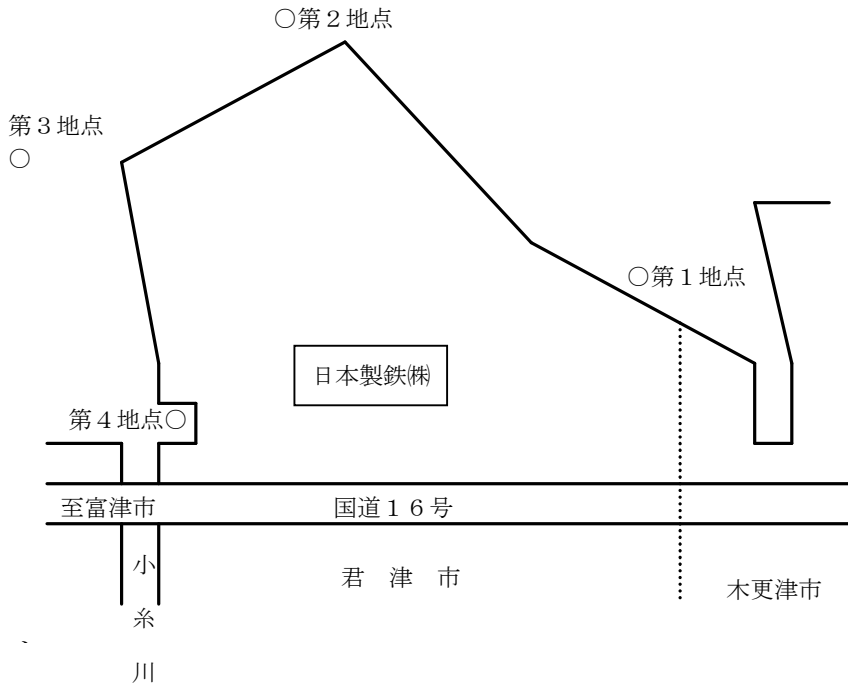 ○第２地点
第３地点
○
○第１地点
日本製鉄㈱
第４地点○
至富津市
国道１６号
小糸川
君津市
木更津市